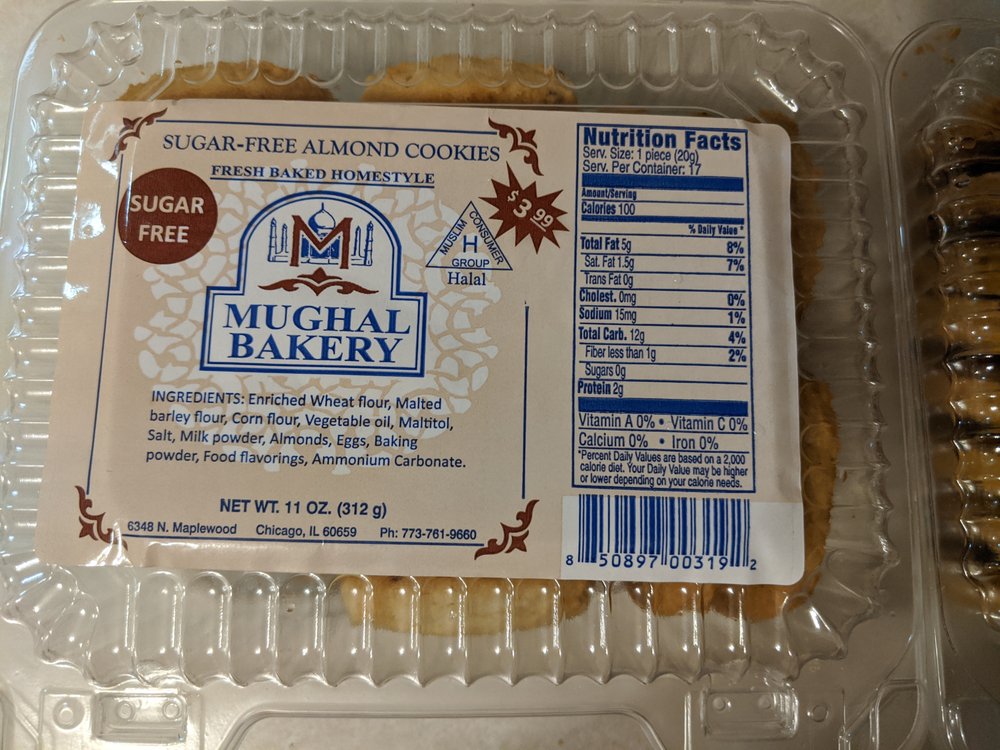 SUGAR-FREE ALMOND COOKIES
FRESH BAKED HOMESTYLE
SUGAR
FREE
$3.99
M
MUSLIM CONSUMER
H
GROUP
Halal
MUGHAL
BAKERY
INGREDIENTS: Enriched Wheat flour, Malted
barley flour, Corn flour, Vegetable oil, Maltitol,
Salt, Milk powder, Almonds, Eggs, Baking
powder, Food flavorings, Ammonium Carbonate.
NET WT. 11 OZ. (312 g)
6348 N. Maplewood Chicago, IL 60659 Ph: 773-761-9660
Nutrition Facts
Serv. Size: 1 piece (20g)
Serv. Per Container: 17
Amount/Serving
Calories 100
% Daily Value *
Total Fat 5g 8%
Sat. Fat 1.5g 7%
Trans Fat 0g
Cholest. 0mg 0%
Sodium 15mg 1%
Total Carb. 12g 4%
Fiber less than 1g 2%
Sugars 0g
Protein 2g
Vitamin A 0% • Vitamin C 0%
Calcium 0% • Iron 0%
*Percent Daily Values are based on a 2,000
calorie diet. Your Daily Value may be higher
or lower depending on your calorie needs.
8 50897 00319 2